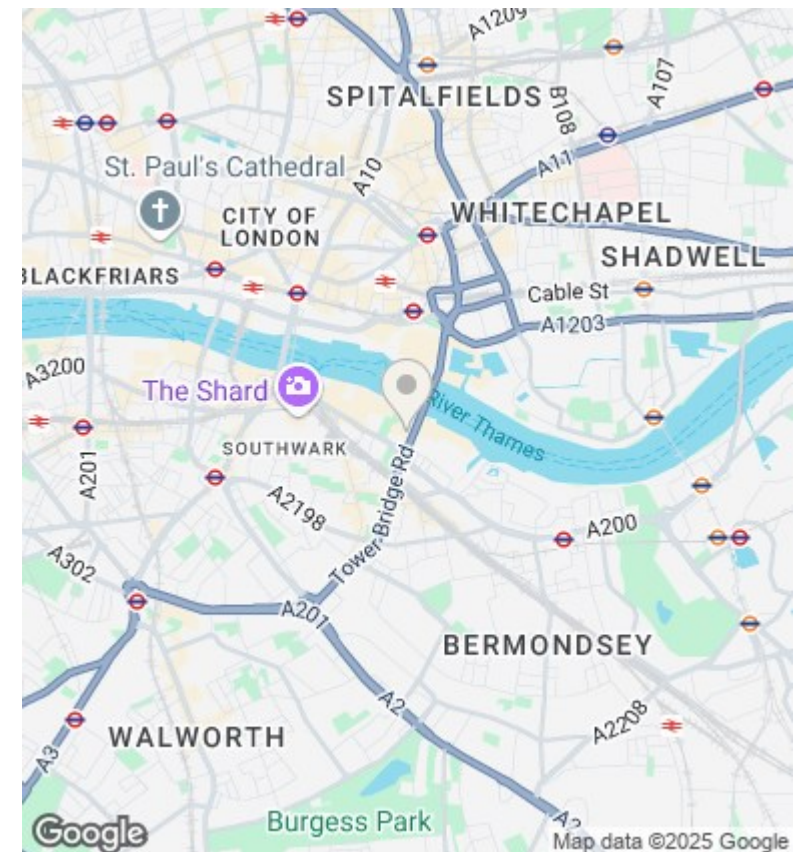 A1209
SPITALFIELDS
B108
A107
St. Paul's Cathedral
A10
A11
CITY OF
LONDON
WHITECHAPEL
SHADWELL
BLACKFRIARS
Cable St
A1203
A3200
The Shard
River Thames
SOUTHWARK
A201
Tower Bridge Rd
A2198
A200
A302
A201
BERMONDSEY
A2
A2208
WALWORTH
A3
Burgess Park
A2
Google
Map data ©2025 Google